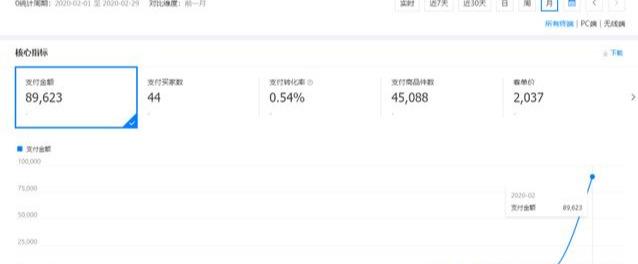 统计周期: 2020-02-01 至 2020-02-29 对比维度: 前一月 实时 近7天 近30天 日 周 月
所有终端 | PC端 | 无线端
核心指标 下载
支付金额 支付买家数 支付转化率 支付商品件数 客单价
89,623 44 0.54% 45,088 2,037
- - - - -
支付金额
100,000
75,000
2020-02
支付金额 89,623
50,000
25,000